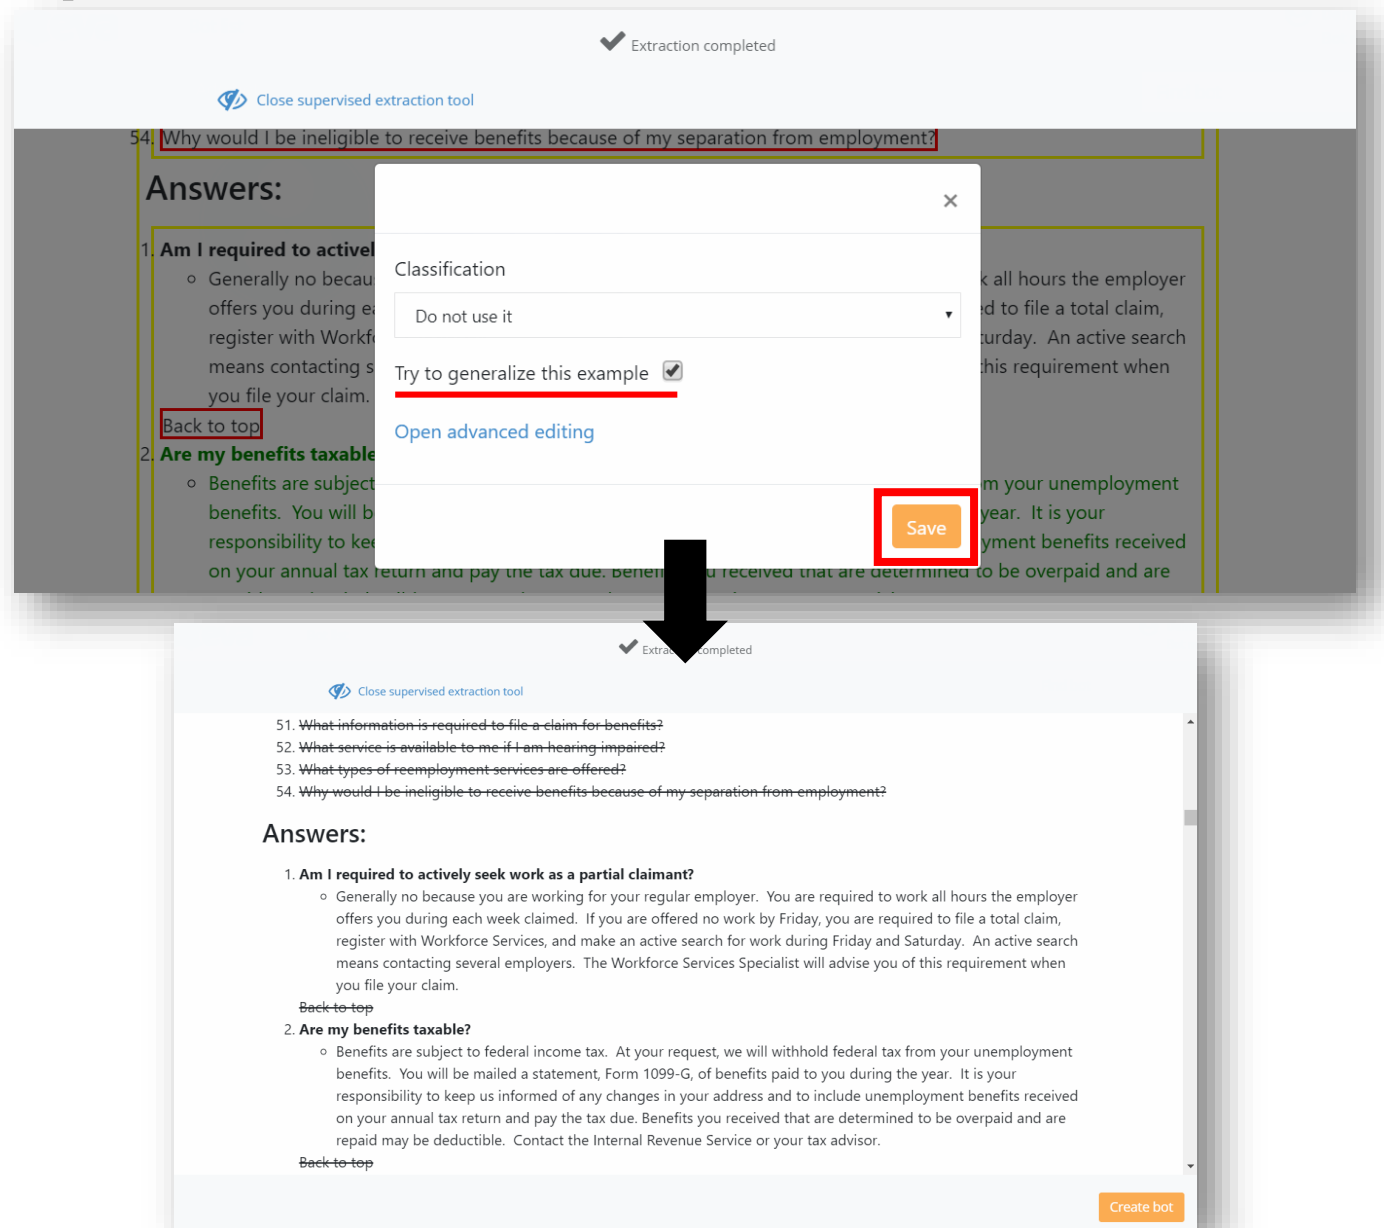 Extraction completed
Close supervised extraction tool
54. Why would I be ineligible to receive benefits because of my separation from employment?
Answers:
×
1. Am I required to activel
Classification
Generally no becau k all hours the employer
offers you during ea Do not use it ed to file a total claim,
register with Workf turday. An active search
means contacting s Try to generalize this example this requirement when
you file your claim.
Back to top
Open advanced editing
2. Are my benefits taxable
Benefits are subject m your unemployment
benefits. You will b Save year. It is your
responsibility to kee yment benefits received
on your annual tax return and pay the tax due. received that are determined to be overpaid and are
completed
Close supervised extraction tool
51. What information is required to file a claim for benefits?
52. What service is available to me if I am hearing impaired?
53. What types of reemployment services are offered?
54. Why would I be ineligible to receive benefits because of my separation from employment?
Answers:
1. Am I required to actively seek work as a partial claimant?
Generally no because you are working for your regular employer. You are required to work all hours the employer
offers you during each week claimed. If you are offered no work by Friday, you are required to file a total claim,
register with Workforce Services, and make an active search for work during Friday and Saturday. An active search
means contacting several employers. The Workforce Services Specialist will advise you of this requirement when
you file your claim.
Back to top
2. Are my benefits taxable?
Benefits are subject to federal income tax. At your request, we will withhold federal tax from your unemployment
benefits. You will be mailed a statement, Form 1099-G, of benefits paid to you during the year. It is your
responsibility to keep us informed of any changes in your address and to include unemployment benefits received
on your annual tax return and pay the tax due. Benefits you received that are determined to be overpaid and are
repaid may be deductible. Contact the Internal Revenue Service or your tax advisor.
Back to top
Create bot